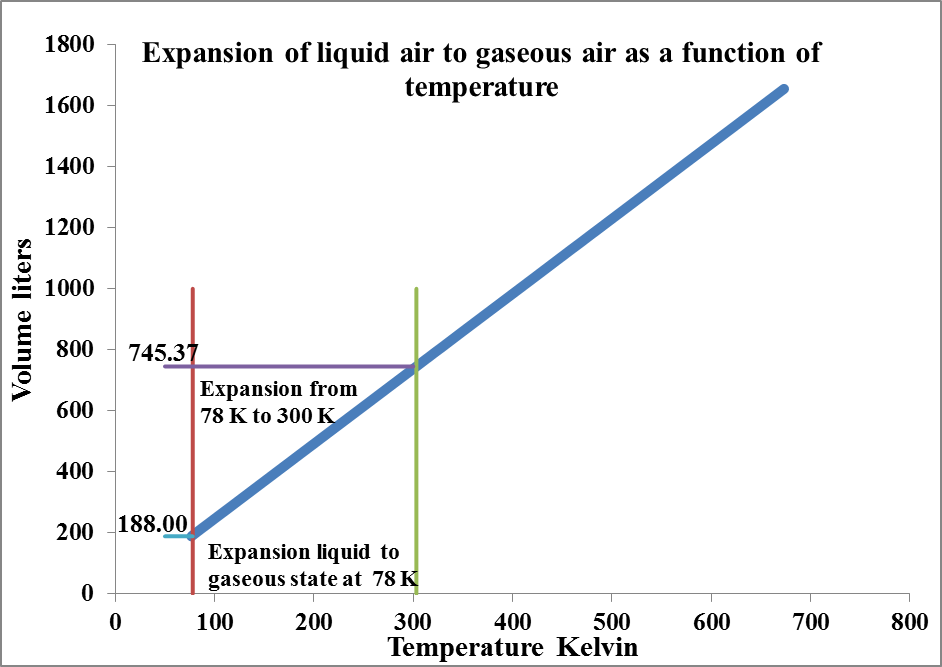 Expansion of liquid air to gaseous air as a function of
temperature
1800
1600
1400
1200
1000
800
600
400
200
0
Volume liters
745.37
Expansion from
78 K to 300 K
188.00
Expansion liquid to
gaseous state at 78 K
0 100 200 300 400 500 600 700 800
Temperature Kelvin